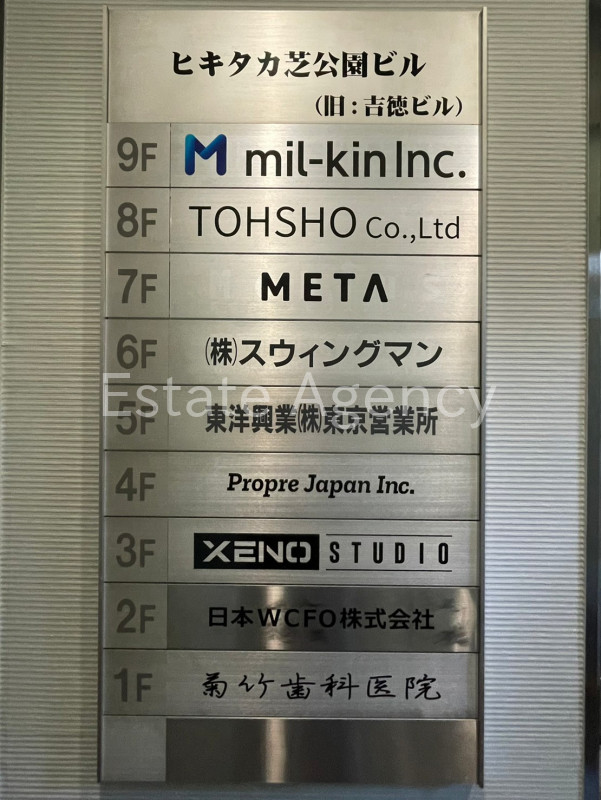 ヒキタカ芝公園ビル
（旧：吉徳ビル）
9F M mil-kin Inc.
8F TOHSHO Co.,Ltd
7F META
6F ㈱スウィングマン
Estate Agency
5F 東洋興業㈱東京営業所
4F Propre Japan Inc.
3F XENO STUDIO
2F 日本WCFO株式会社
1F 菊竹歯科医院